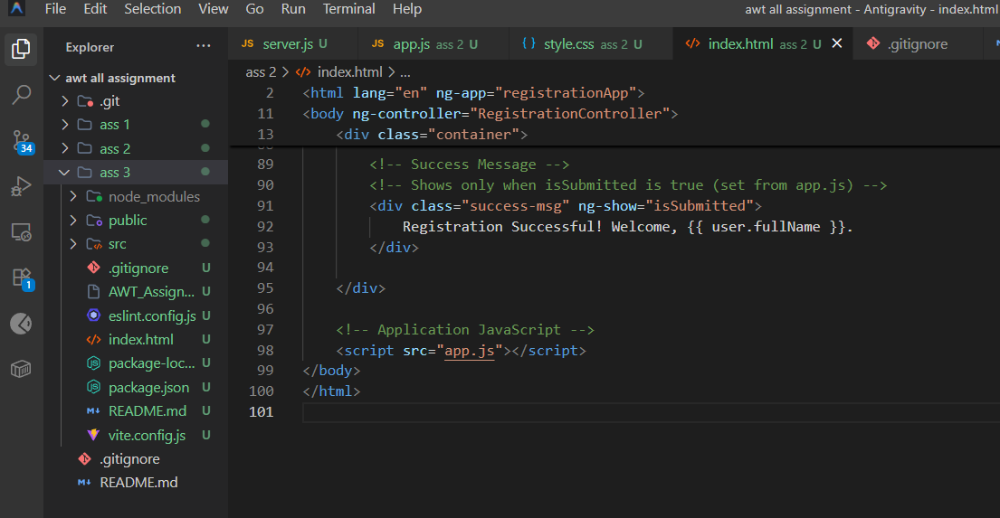 File Edit Selection View Go Run Terminal Help awt all assignment - Antigravity - index.html
Explorer ...
JS server.js U JS app.js ass 2 U { } style.css ass 2 U <> index.html ass 2 U × .gitignore
ass 2 > <> index.html > ...
awt all assignment
.git
ass 1
ass 2
ass 3
node_modules
public
src
.gitignore U
AWT_Assign... U
eslint.config.js U
<> index.html U
package-loc... U
package.json U
README.md U
vite.config.js U
.gitignore
README.md
34
1
2 <html lang="en" ng-app="registrationApp">
11 <body ng-controller="RegistrationController">
13 <div class="container">
89 <!-- Success Message -->
90 <!-- Shows only when isSubmitted is true (set from app.js) -->
91 <div class="success-msg" ng-show="isSubmitted">
92 Registration Successful! Welcome, {{ user.fullName }}.
93 </div>
94
95 </div>
96
97 <!-- Application JavaScript -->
98 <script src="app.js"></script>
99 </body>
100 </html>
101